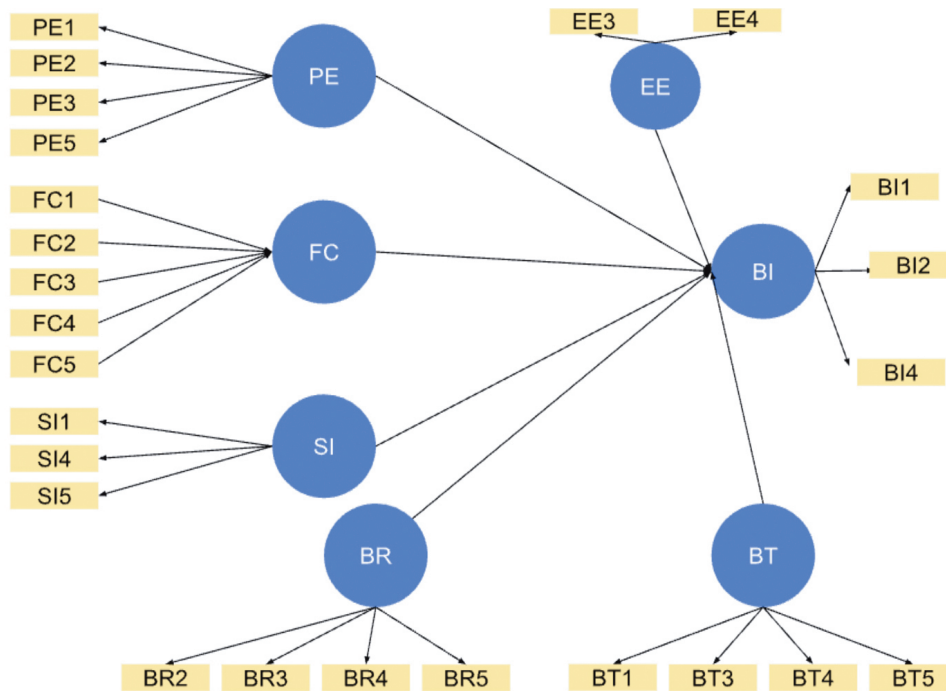 PE1
PE2
PE3
PE5
PE
EE3
EE4
EE
FC1
FC2
FC3
FC4
FC5
FC
BI
BI1
BI2
BI4
SI1
SI4
SI5
SI
BR
BT
BR2
BR3
BR4
BR5
BT1
BT3
BT4
BT5